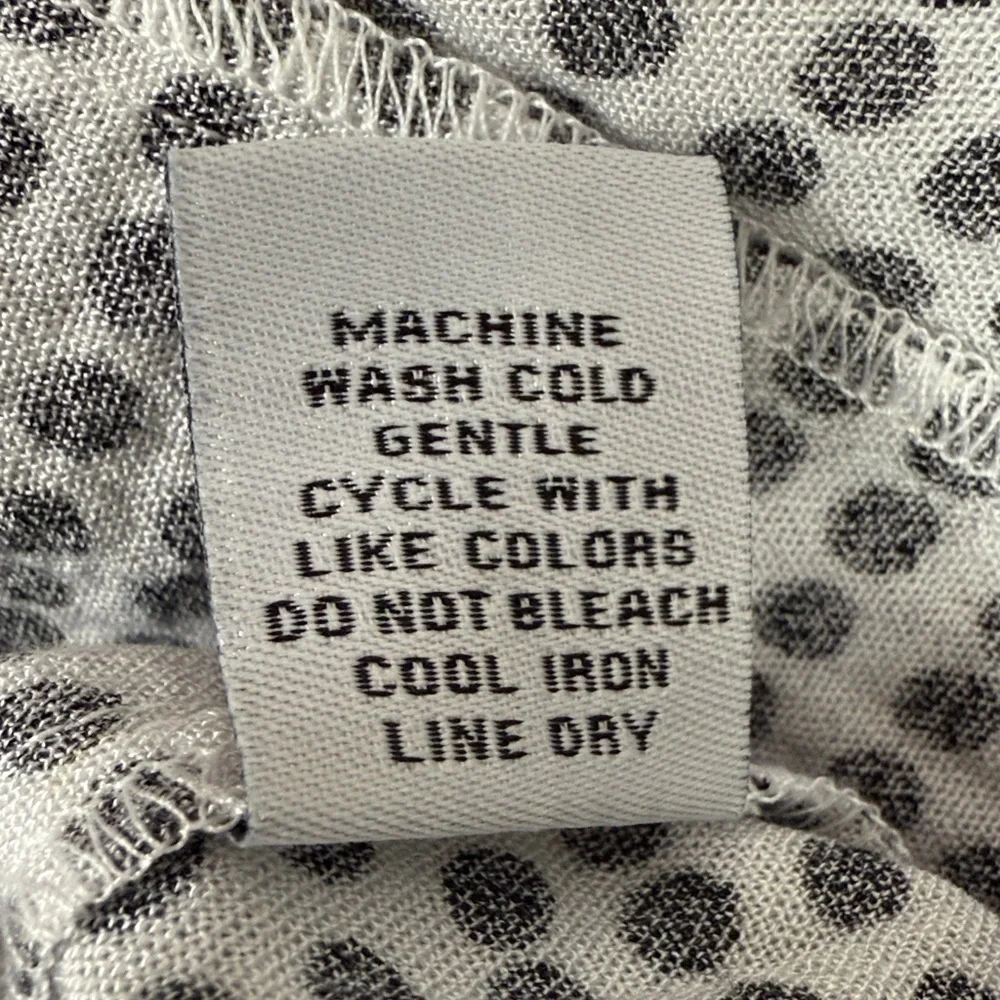 MACHINE
WASH COLD
GENTLE
CYCLE WITH
LIKE COLORS
DO NOT BLEACH
COOL IRON
LINE DRY